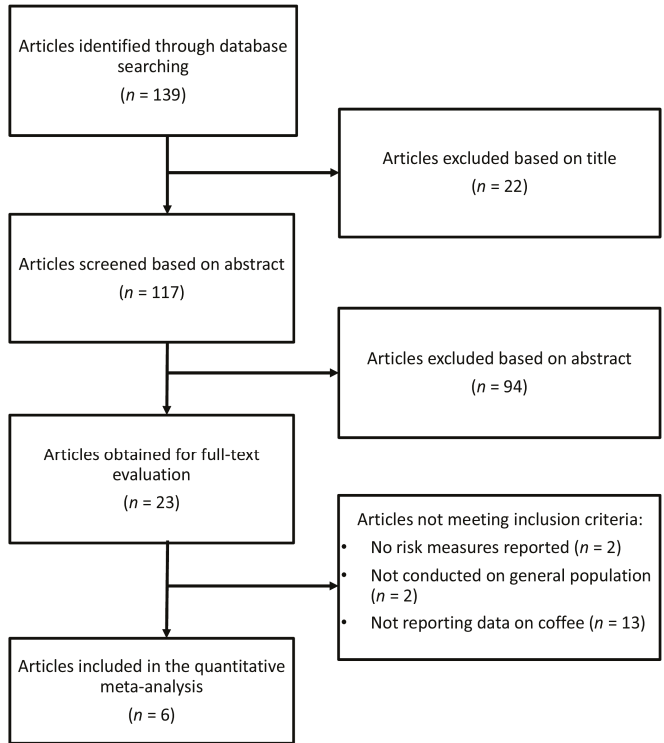 Articles identified through database
searching
(n = 139)
Articles excluded based on title
(n = 22)
Articles screened based on abstract
(n = 117)
Articles excluded based on abstract
(n = 94)
Articles obtained for full-text
evaluation
(n = 23)
Articles not meeting inclusion criteria:
• No risk measures reported (n = 2)
• Not conducted on general population
(n = 2)
• Not reporting data on coffee (n = 13)
Articles included in the quantitative
meta-analysis
(n = 6)